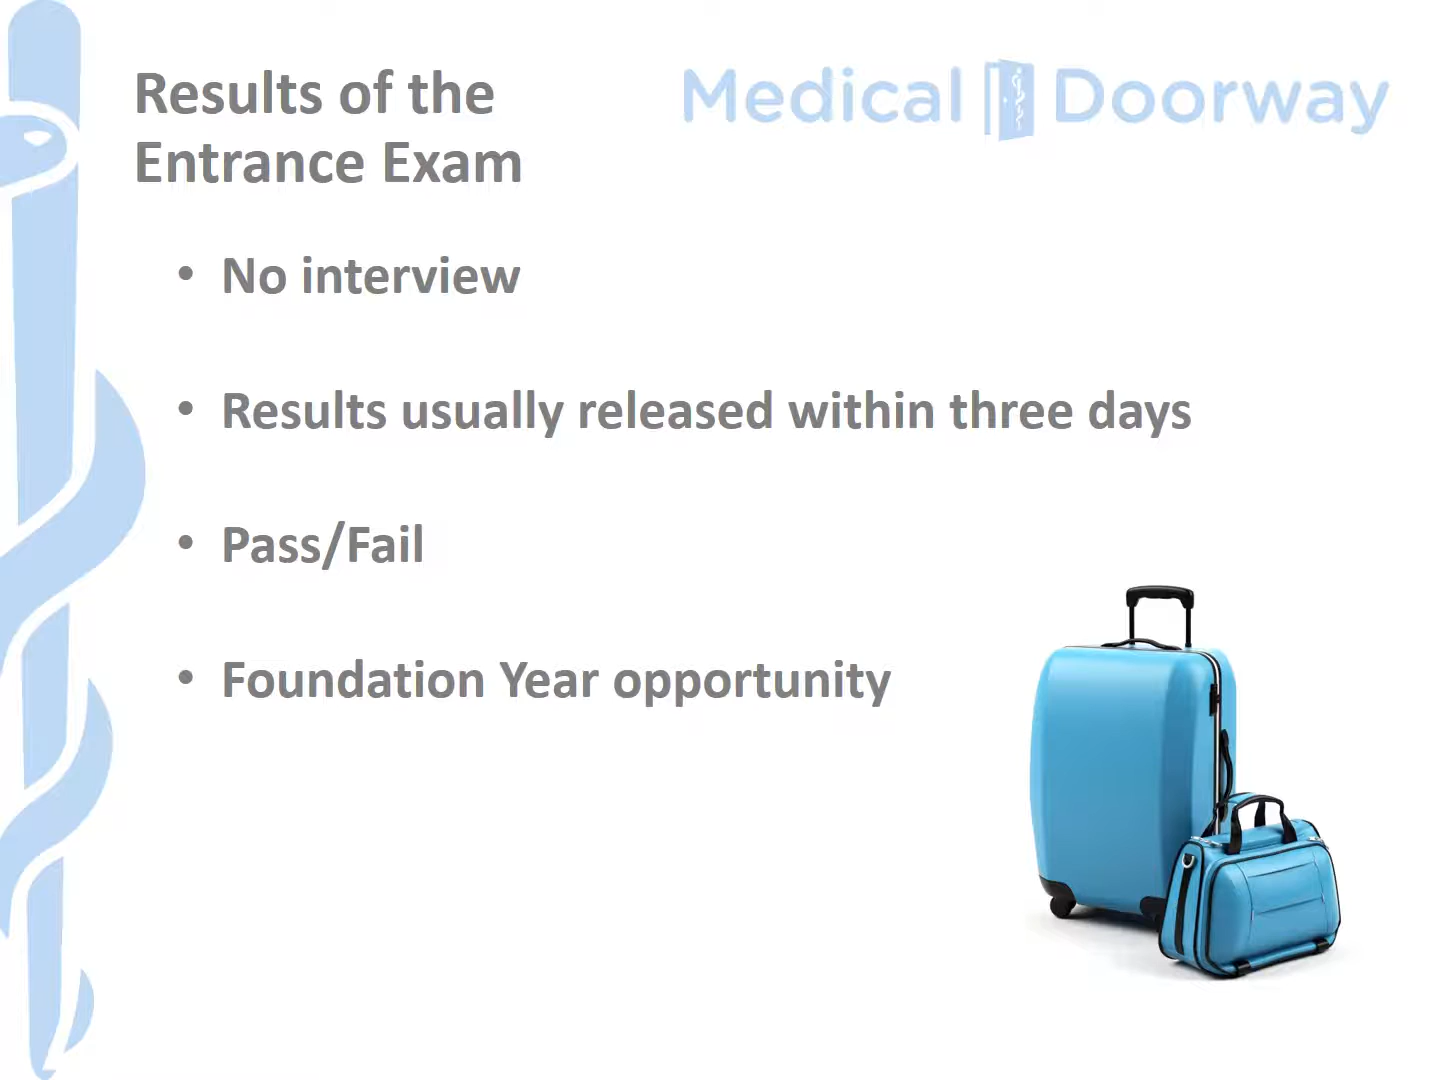 Results of the
Entrance Exam
Medical Doorway
• No interview
• Results usually released within three days
• Pass/Fail
• Foundation Year opportunity